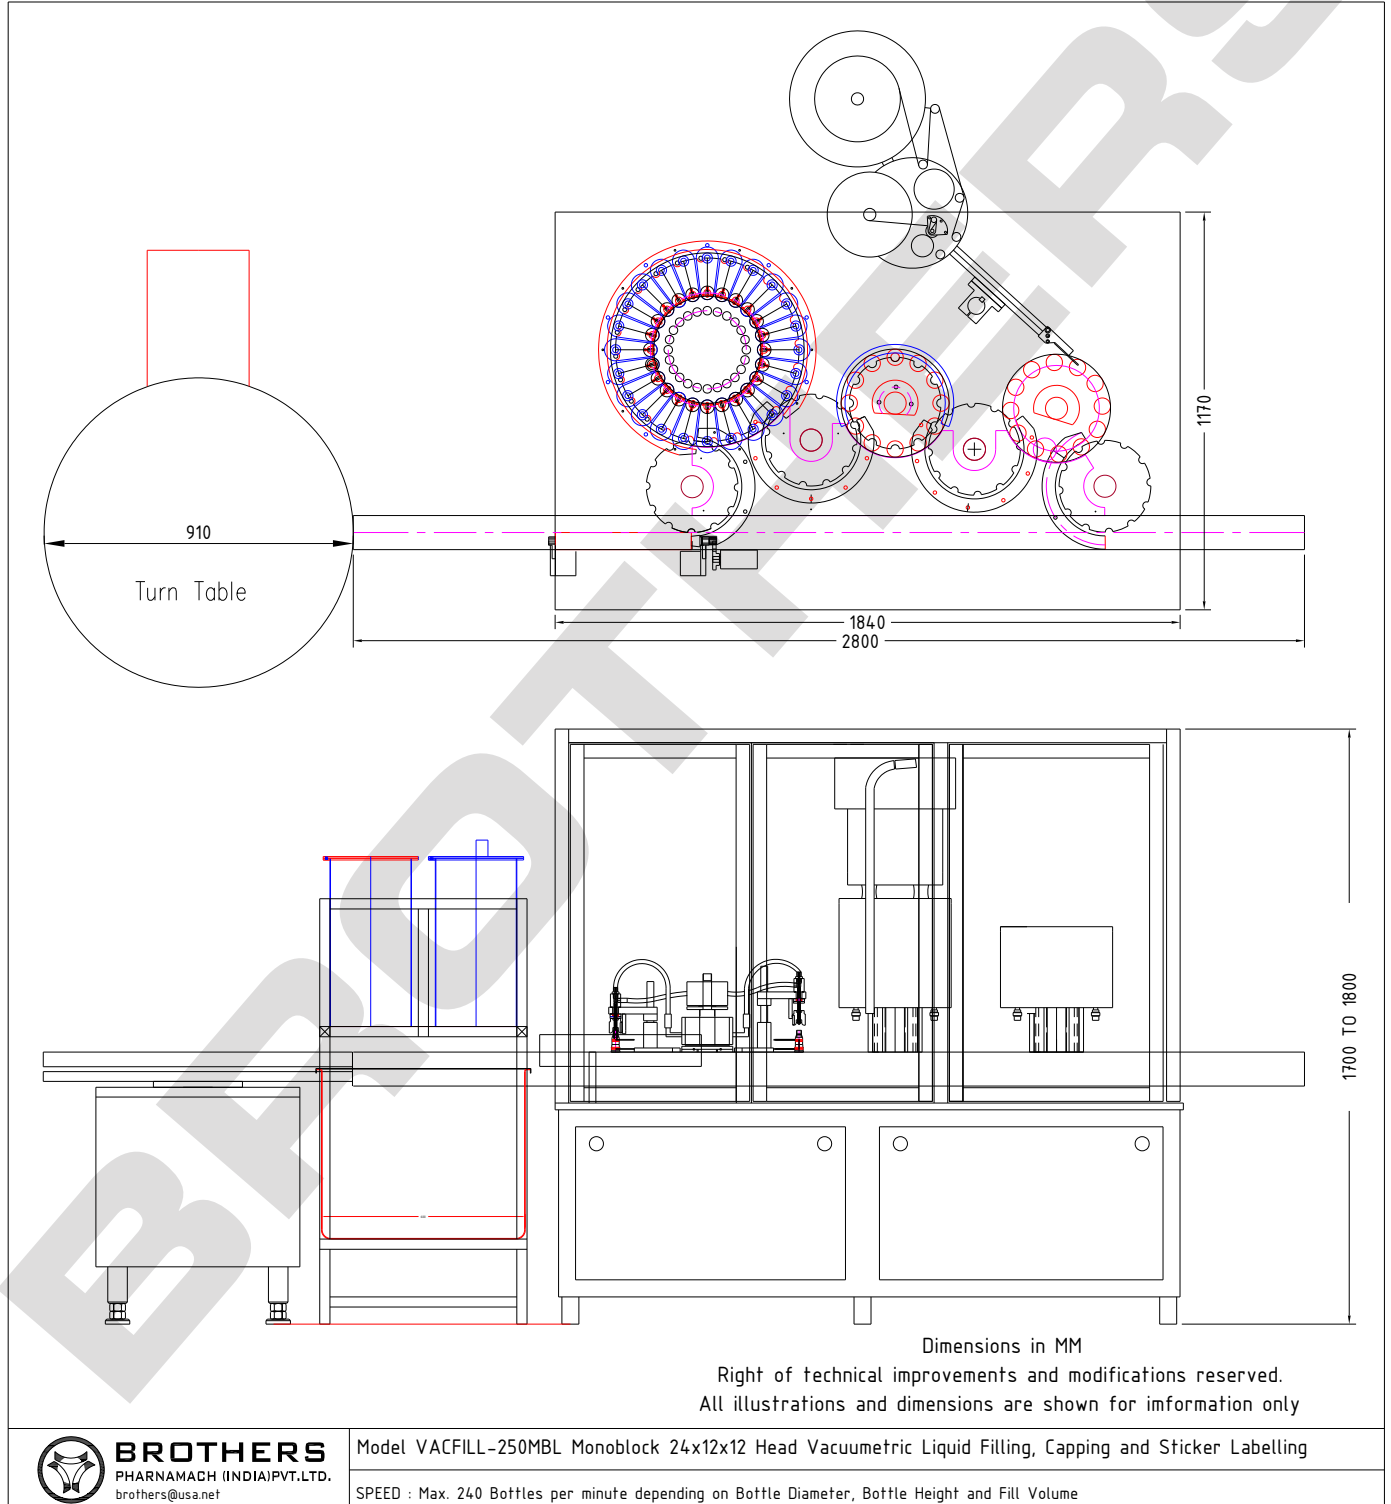 BROTHERS
1170
910
Turn Table
1840
2800
1700 TO 1800
Dimensions in MM
Right of technical improvements and modifications reserved.
All illustrations and dimensions are shown for imformation only
BROTHERS
PHARNAMACH (INDIA)PVT.LTD.
brothers@usa.net
Model VACFILL-250MBL Monoblock 24x12x12 Head Vacuumetric Liquid Filling, Capping and Sticker Labelling
SPEED : Max. 240 Bottles per minute depending on Bottle Diameter, Bottle Height and Fill Volume